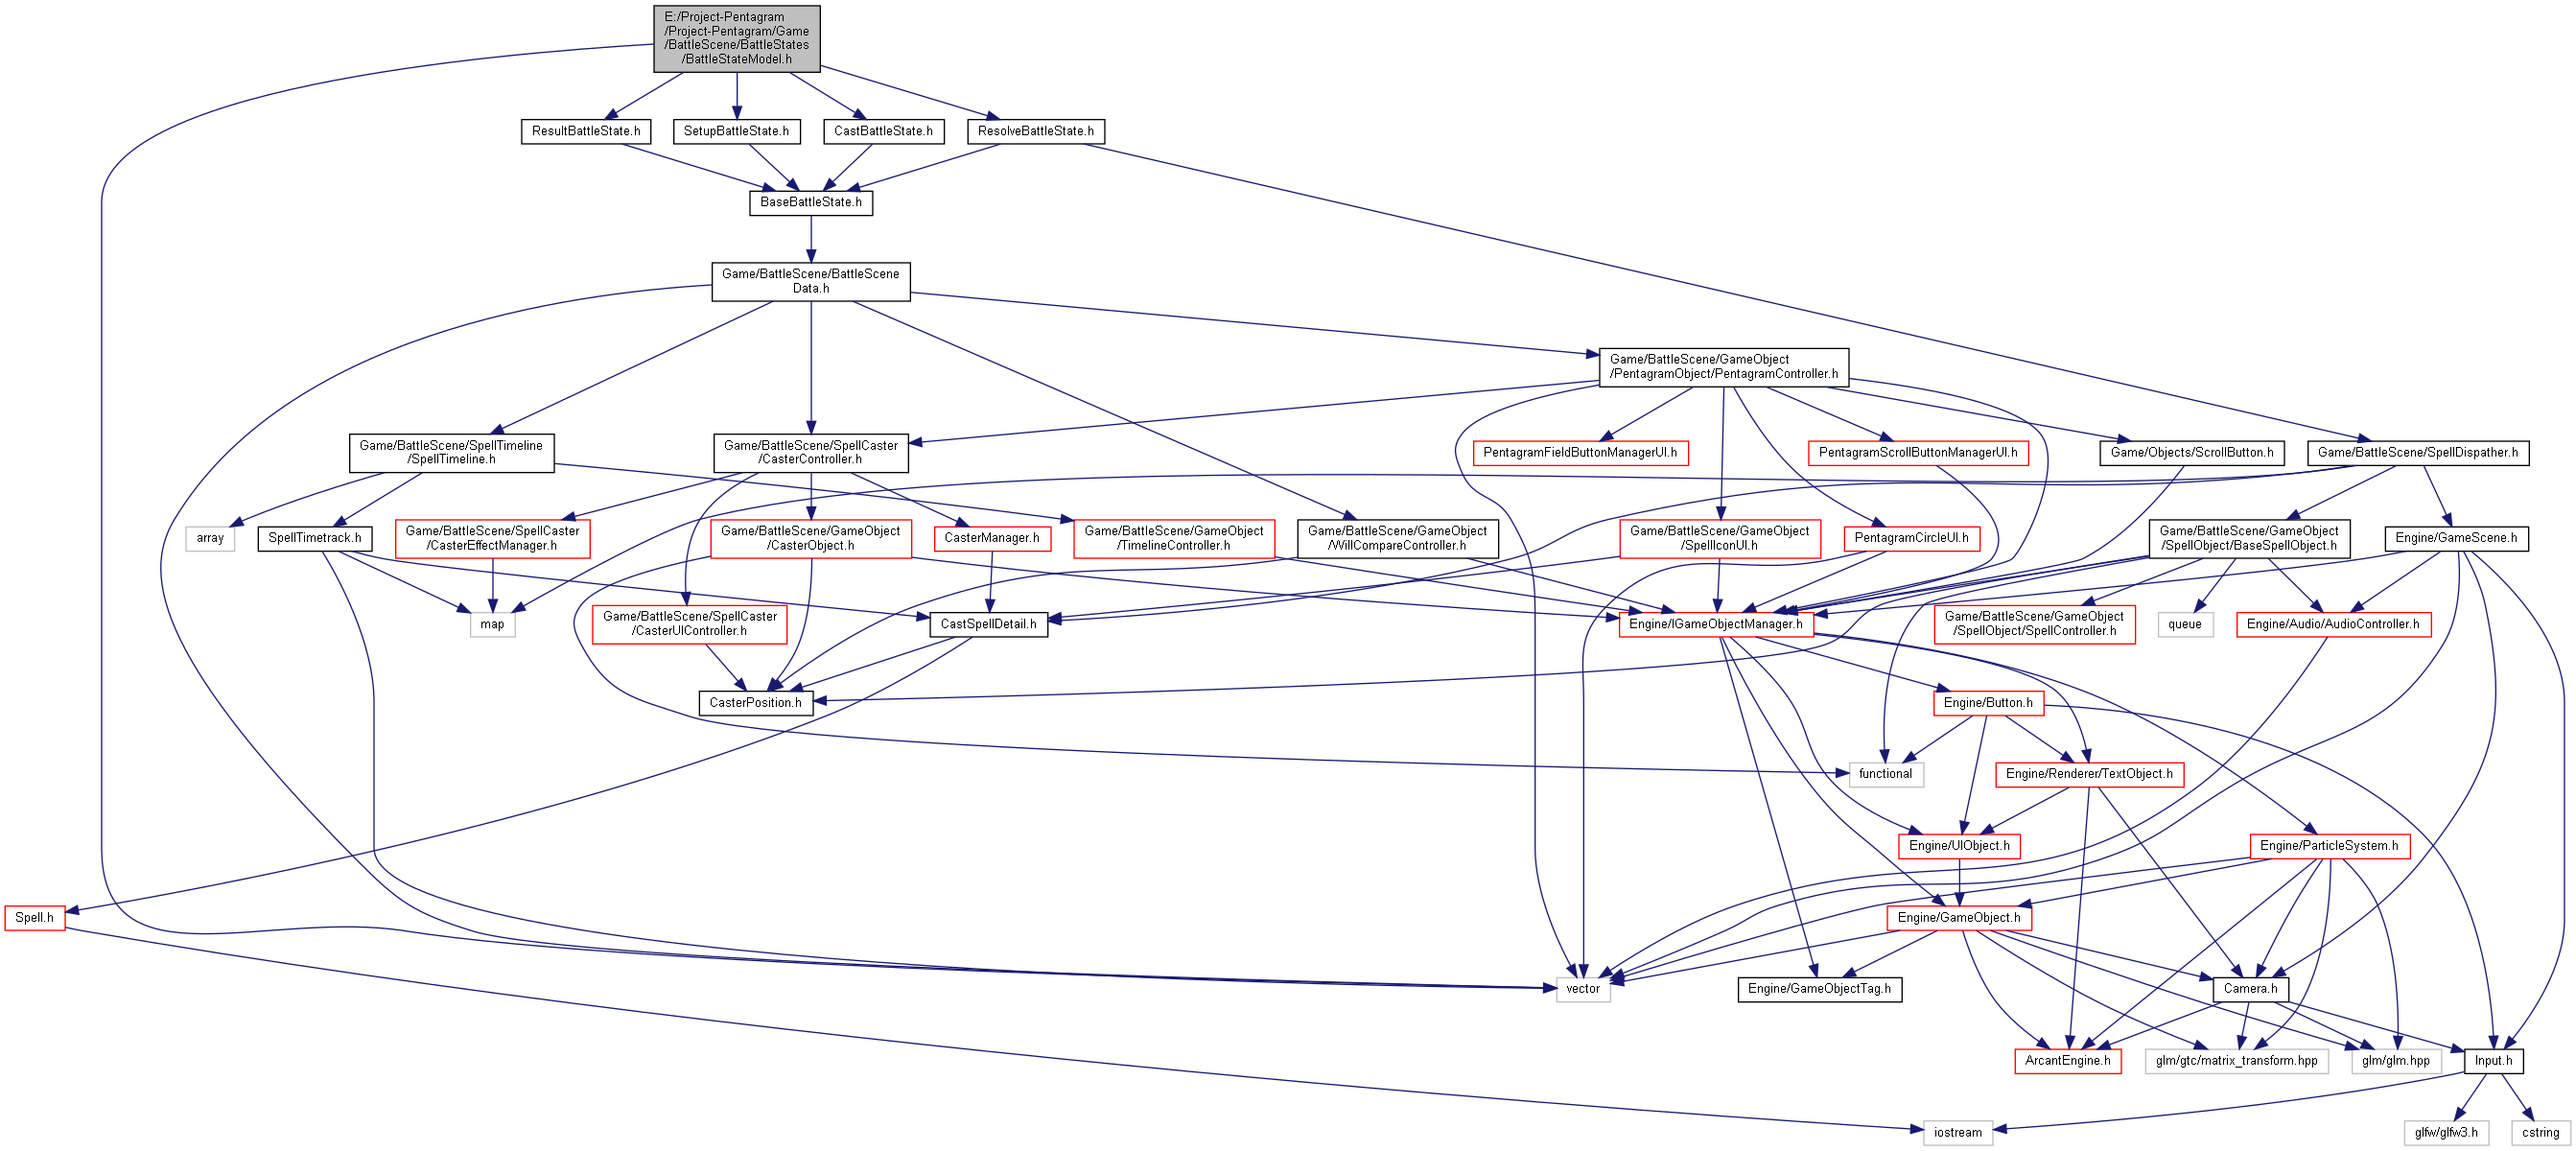 E:/Project-Pentagram
/Project-Pentagram/Game
/BattleScene/BattleStates
/BattleStateModel.h
ResultBattleState.h
SetupBattleState.h
CastBattleState.h
ResolveBattleState.h
BaseBattleState.h
Game/BattleScene/BattleScene
Data.h
Game/BattleScene/GameObject
/PentagramObject/PentagramController.h
Game/BattleScene/SpellTimeline
/SpellTimeline.h
Game/BattleScene/SpellCaster
/CasterController.h
PentagramFieldButtonManagerUI.h
PentagramScrollButtonManagerUI.h
Game/Objects/ScrollButton.h
Game/BattleScene/SpellDispather.h
array
SpellTimetrack.h
Game/BattleScene/SpellCaster
/CasterEffectManager.h
Game/BattleScene/GameObject
/CasterObject.h
CasterManager.h
Game/BattleScene/GameObject
/TimelineController.h
Game/BattleScene/GameObject
/WillCompareController.h
Game/BattleScene/GameObject
/SpellIconUI.h
PentagramCircleUI.h
Game/BattleScene/GameObject
/SpellObject/BaseSpellObject.h
Engine/GameScene.h
map
Game/BattleScene/SpellCaster
/CasterUIController.h
CastSpellDetail.h
Engine/IGameObjectManager.h
Game/BattleScene/GameObject
/SpellObject/SpellController.h
queue
Engine/Audio/AudioController.h
CasterPosition.h
Engine/Button.h
functional
Engine/Renderer/TextObject.h
Engine/UIObject.h
Engine/ParticleSystem.h
Spell.h
Engine/GameObject.h
vector
Engine/GameObjectTag.h
Camera.h
ArcantEngine.h
glm/gtc/matrix_transform.hpp
glm/glm.hpp
Input.h
iostream
glfw/glfw3.h
cstring